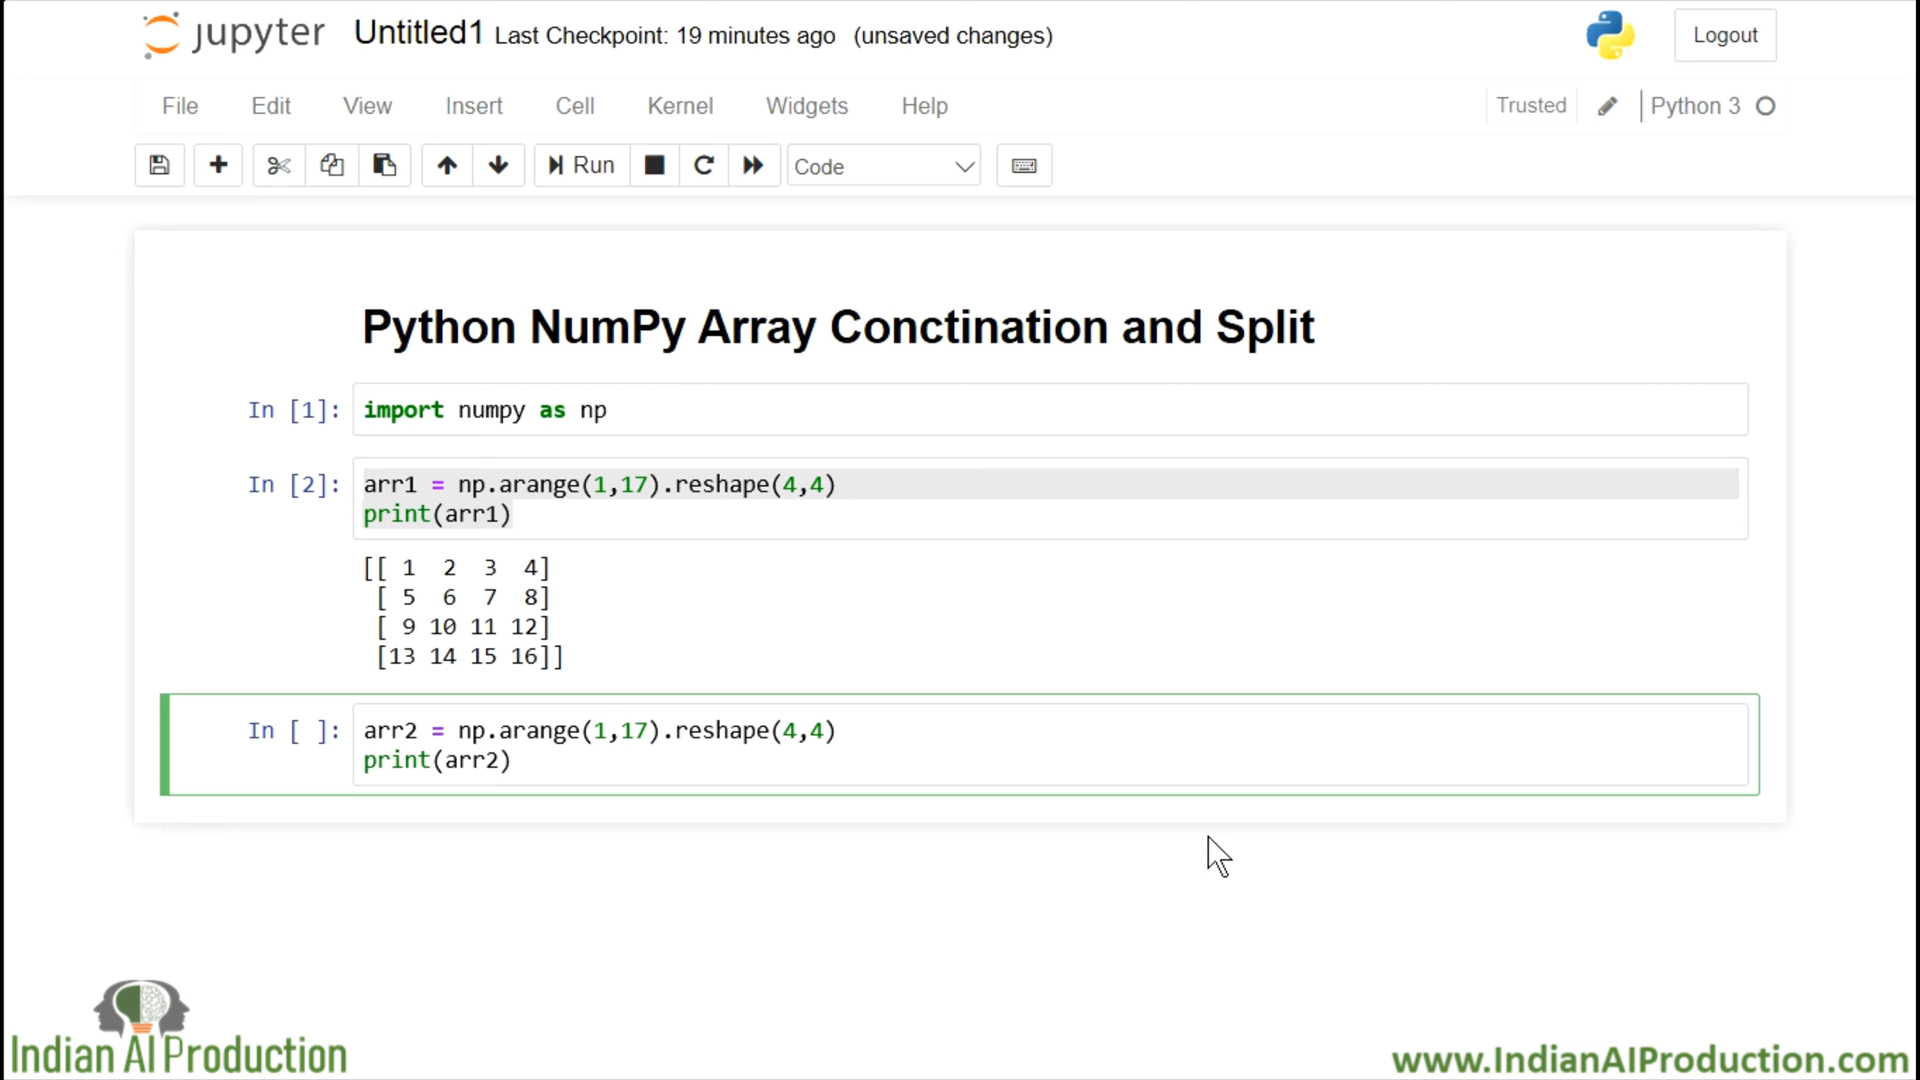 jupyter Untitled1 Last Checkpoint: 19 minutes ago (unsaved changes) Logout
File Edit View Insert Cell Kernel Widgets Help Trusted Python 3
Run Code
Python NumPy Array Conctination and Split
In [1]: import numpy as np
In [2]: arr1 = np.arange(1,17).reshape(4,4)
print(arr1)
[[ 1  2  3  4]
 [ 5  6  7  8]
 [ 9 10 11 12]
 [13 14 15 16]]
In [ ]: arr2 = np.arange(1,17).reshape(4,4)
print(arr2)
Indian AI Production
www.IndianAIProduction.com